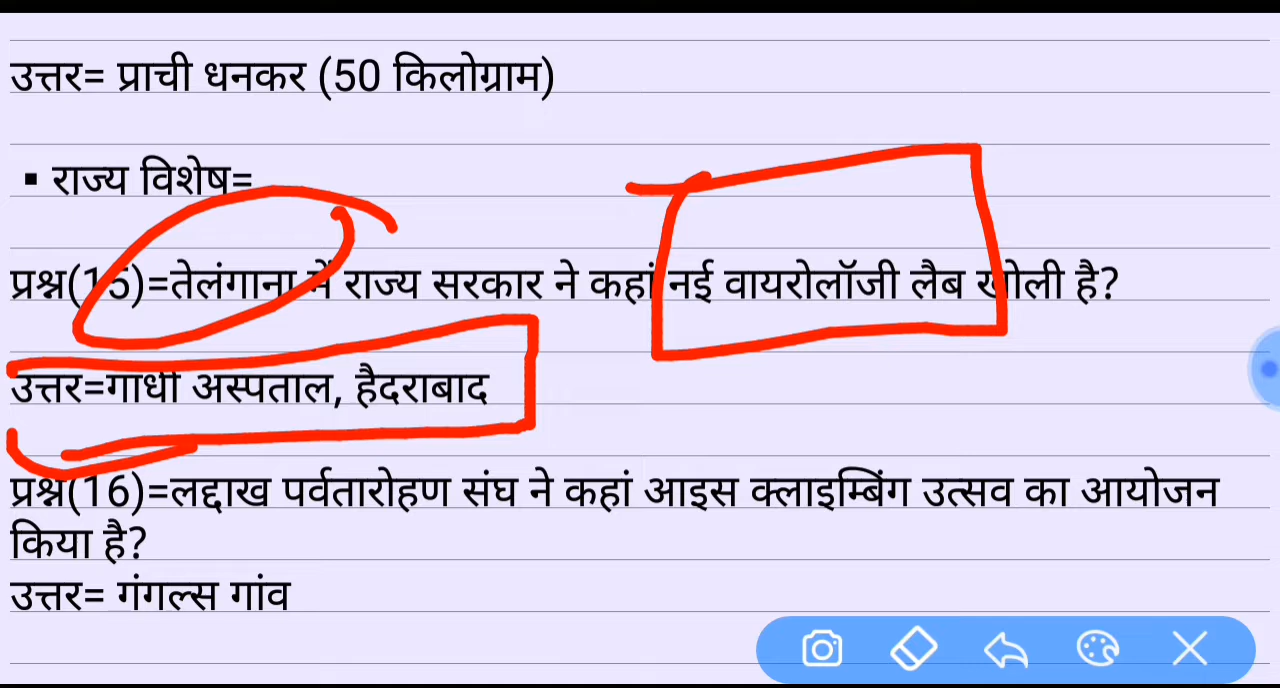 उत्तर= प्राची धनकर (50 किलोग्राम)
▪ राज्य विशेष=
प्रश्न(15)=तेलंगाना में राज्य सरकार ने कहां नई वायरोलॉजी लैब खोली है?
उत्तर=गांधी अस्पताल, हैदराबाद
प्रश्न(16)=लद्दाख पर्वतारोहण संघ ने कहां आइस क्लाइम्बिंग उत्सव का आयोजन
किया है?
उत्तर= गंगल्स गांव